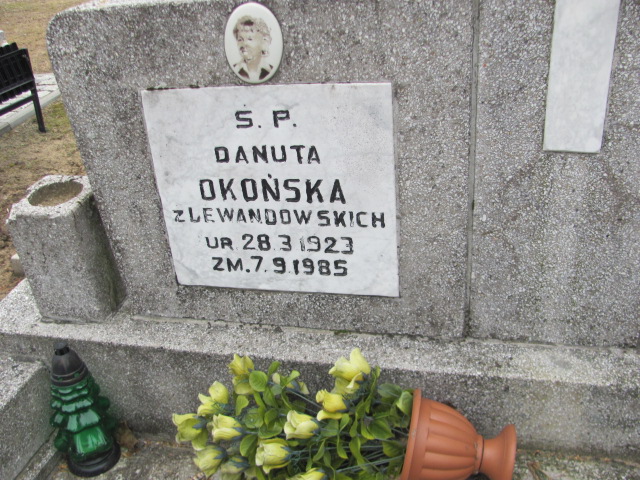 Ś. P.
DANUTA
OKOŃSKA
Z LEWANDOWSKICH
UR 28.3 1923
ZM. 7.9.1985